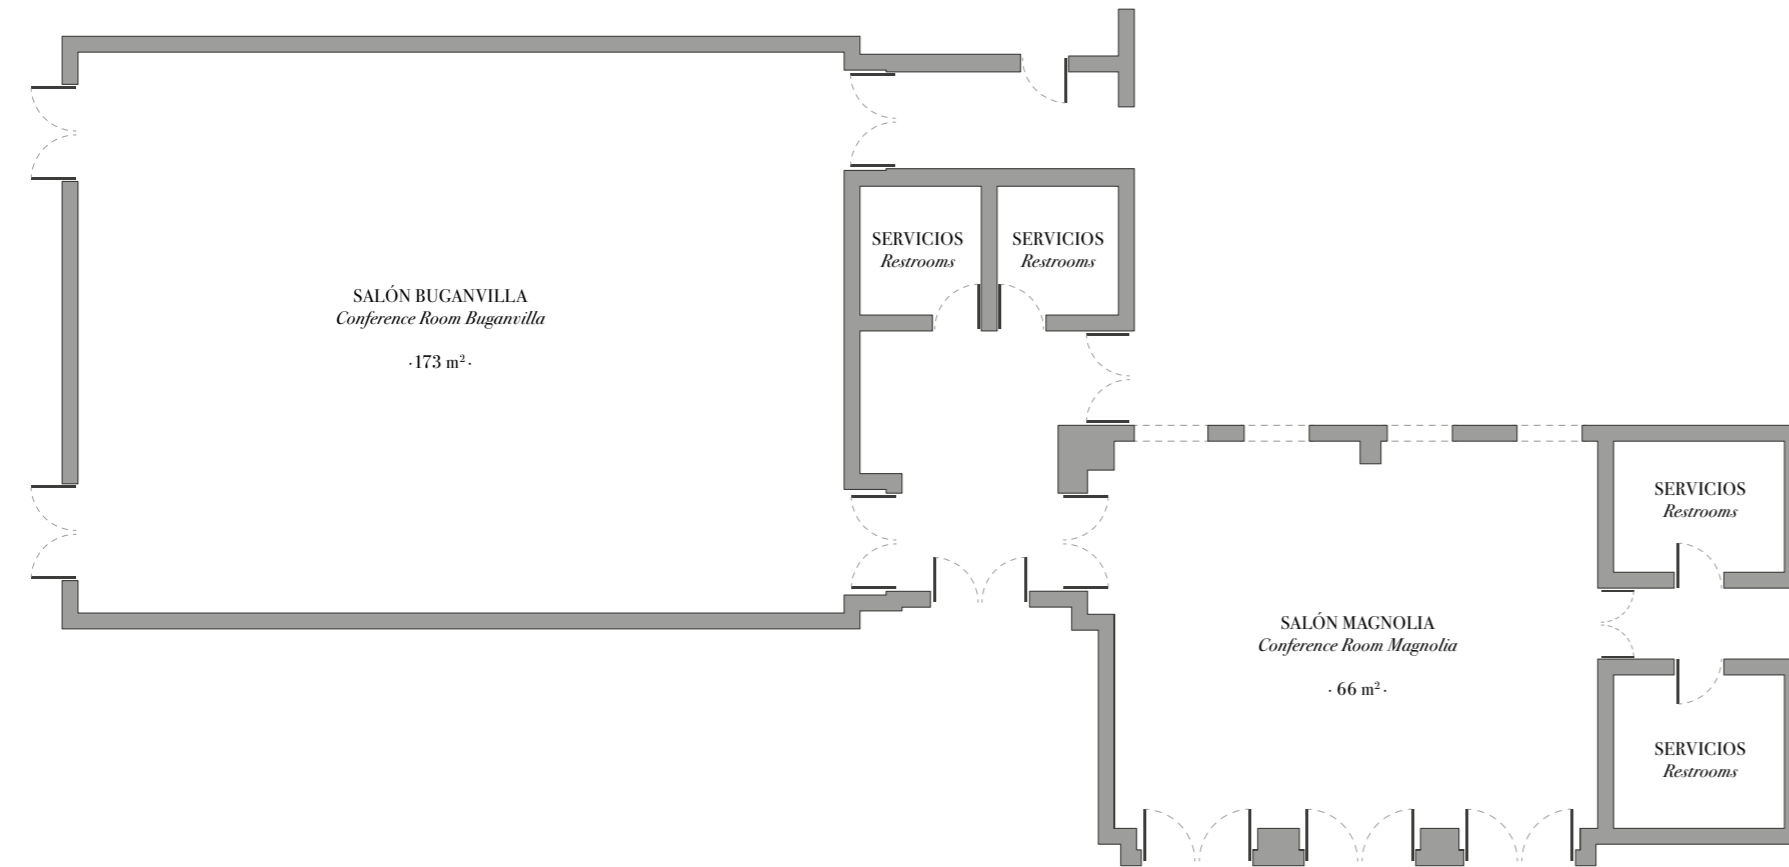 SERVICIOS
Restrooms
SERVICIOS
Restrooms
SALÓN BUGANVILLA
Conference Room Buganvilla
·173 m²·
SERVICIOS
Restrooms
SALÓN MAGNOLIA
Conference Room Magnolia
· 66 m²·
SERVICIOS
Restrooms